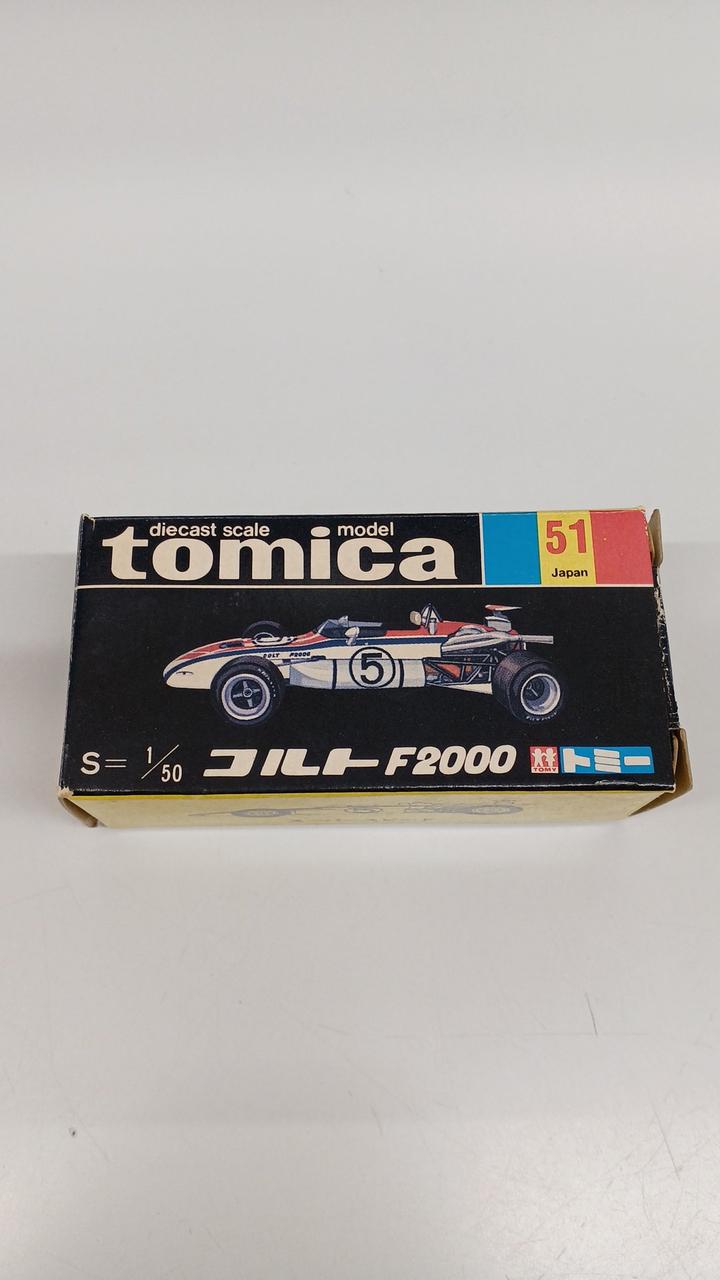 diecast scale model
tomica
51
Japan
COLT F2000
5
S= 1/50
コルトF2000
TOMY
トミー